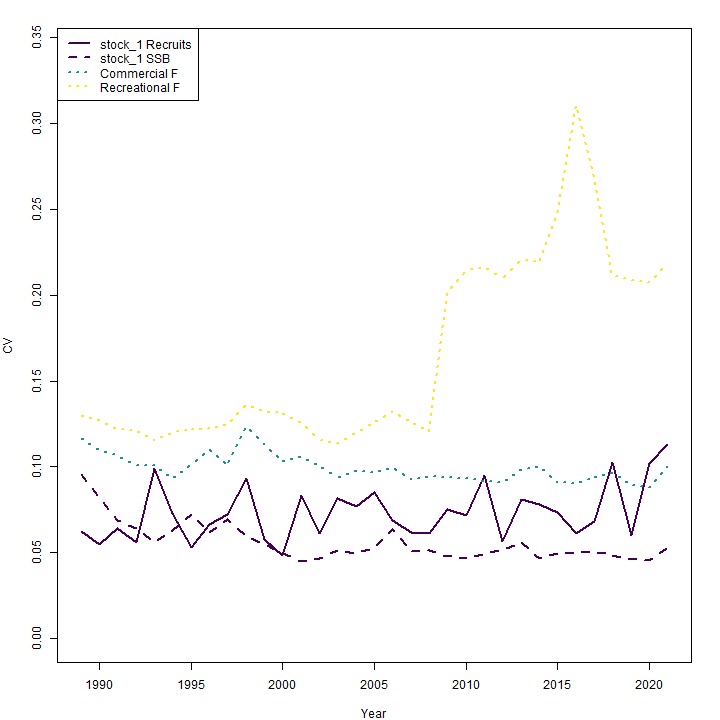 stock_1 Recruits
stock_1 SSB
Commercial F
Recreational F
0.35
0.30
0.25
0.20
0.15
0.10
0.05
0.00
CV
1990 1995 2000 2005 2010 2015 2020
Year